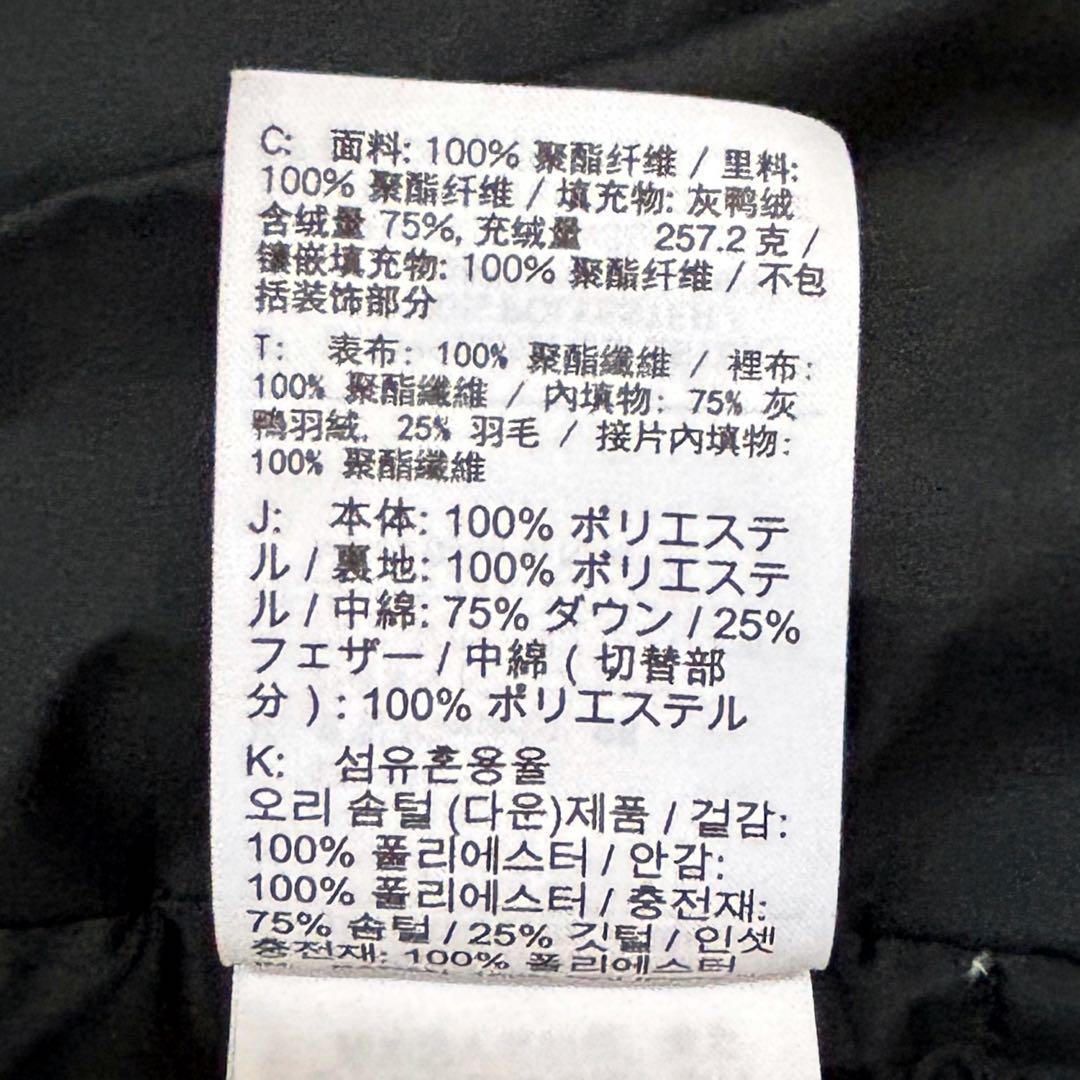 C: 面料: 100% 聚酯纤维 / 里料:
100% 聚酯纤维 / 填充物: 灰鸭绒
含绒量 75%, 充绒量 257.2 克 /
镶嵌填充物: 100% 聚酯纤维 / 不包
括装饰部分
T: 表布: 100% 聚酯纖維 / 裡布:
100% 聚酯纖維 / 內填物: 75% 灰
鴨羽絨, 25% 羽毛 / 接片內填物:
100% 聚酯纖維
J: 本体: 100% ポリエステ
ル / 裏地: 100% ポリエステ
ル / 中綿: 75% ダウン / 25%
フェザー / 中綿 ( 切替部
分 ) : 100% ポリエステル
K: 섬유혼용율
오리 솜털 (다운)제품 / 겉감:
100% 폴리에스터 / 안감:
100% 폴리에스터 / 충전재:
75% 솜털 / 25% 깃털 / 인셋
충전재: 100% 폴리에스터